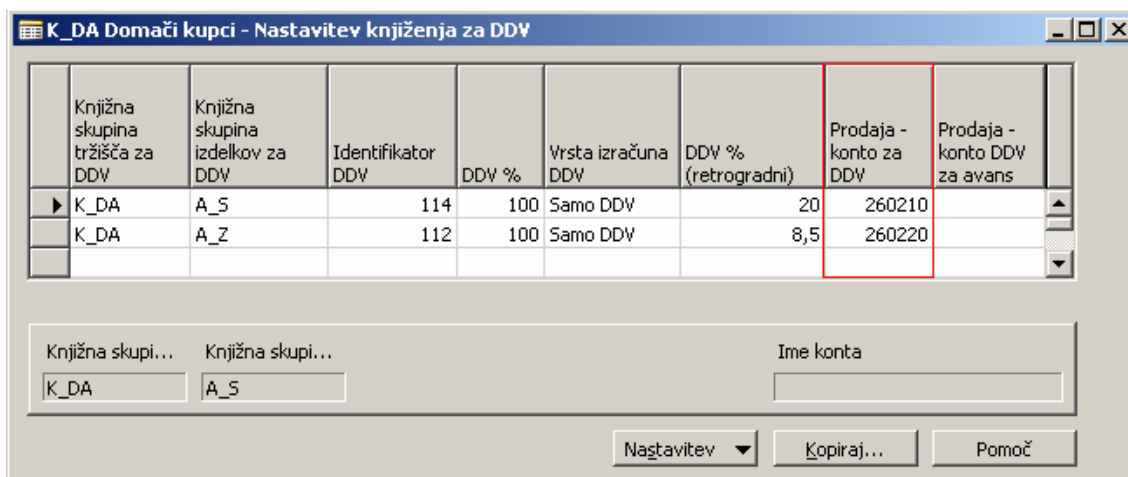 K_DA Domači kupci - Nastavitev knjiženja za DDV
Knjižna skupina tržišča za DDV
Knjižna skupina izdelkov za DDV
Identifikator DDV
DDV %
Vrsta izračuna DDV
DDV % (retrogradni)
Prodaja - konto za DDV
Prodaja - konto DDV za avans
K_DA A_S 114 100 Samo DDV 20 260210
K_DA A_Z 112 100 Samo DDV 8,5 260220
Knjižna skupi... Knjižna skupi... Ime konta
K_DA A_S
Nastavitev Kopiraj... Pomoč